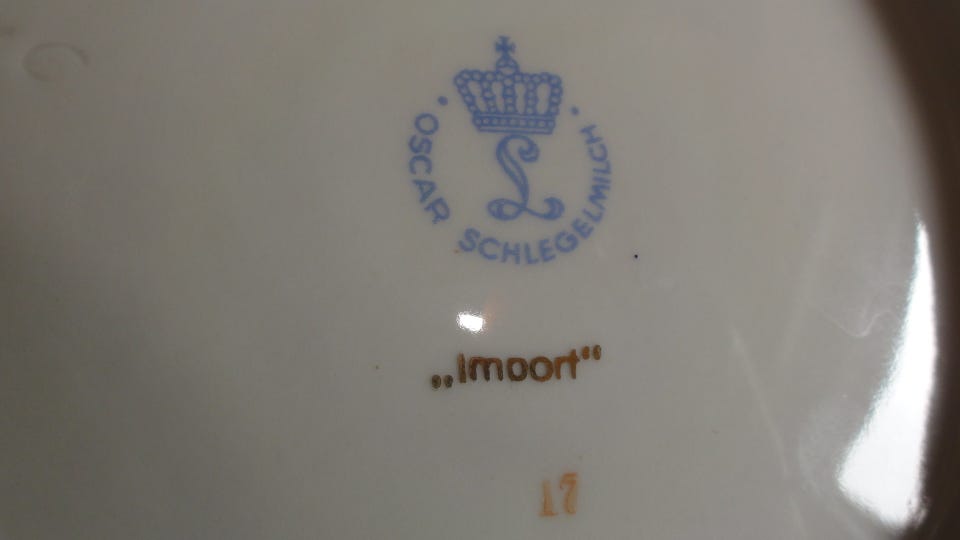 OSCAR SCHLEGELMILCH
L
„Import“
17